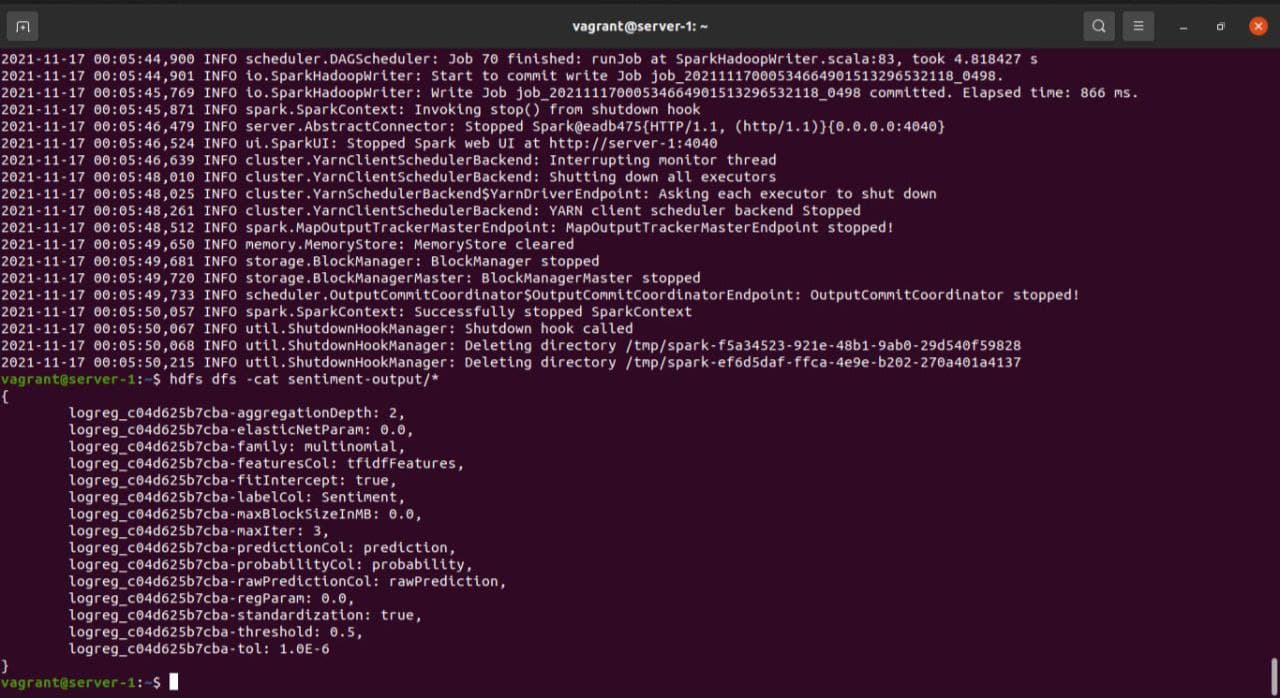 vagrant@server-1: ~
2021-11-17 00:05:44,900 INFO scheduler.DAGScheduler: Job 70 finished: runJob at SparkHadoopWriter.scala:83, took 4.818427 s
2021-11-17 00:05:44,901 INFO io.SparkHadoopWriter: Start to commit write Job job_202111170005346649015132965 32118_0498.
2021-11-17 00:05:45,769 INFO io.SparkHadoopWriter: Write Job job_20211117000534664901513296532118_0498 committed. Elapsed time: 866 ms.
2021-11-17 00:05:45,871 INFO spark.SparkContext: Invoking stop() from shutdown hook
2021-11-17 00:05:46,479 INFO server.AbstractConnector: Stopped Spark@eadb475{HTTP/1.1, (http/1.1)}{0.0.0.0:4040}
2021-11-17 00:05:46,524 INFO ui.SparkUI: Stopped Spark web UI at http://server-1:4040
2021-11-17 00:05:46,639 INFO cluster.YarnClientSchedulerBackend: Interrupting monitor thread
2021-11-17 00:05:48,010 INFO cluster.YarnClientSchedulerBackend: Shutting down all executors
2021-11-17 00:05:48,025 INFO cluster.YarnSchedulerBackend$YarnDriverEndpoint: Asking each executor to shut down
2021-11-17 00:05:48,261 INFO cluster.YarnClientSchedulerBackend: YARN client scheduler backend Stopped
2021-11-17 00:05:48,512 INFO spark.MapOutputTrackerMasterEndpoint: MapOutputTrackerMasterEndpoint stopped!
2021-11-17 00:05:49,650 INFO memory.MemoryStore: MemoryStore cleared
2021-11-17 00:05:49,681 INFO storage.BlockManager: BlockManager stopped
2021-11-17 00:05:49,720 INFO storage.BlockManagerMaster: BlockManagerMaster stopped
2021-11-17 00:05:49,733 INFO scheduler.OutputCommitCoordinator$OutputCommitCoordinatorEndpoint: OutputCommitCoordinator stopped!
2021-11-17 00:05:50,057 INFO spark.SparkContext: Successfully stopped SparkContext
2021-11-17 00:05:50,067 INFO util.ShutdownHookManager: Shutdown hook called
2021-11-17 00:05:50,068 INFO util.ShutdownHookManager: Deleting directory /tmp/spark-f5a34523-921e-48b1-9ab0-29d540f59828
2021-11-17 00:05:50,215 INFO util.ShutdownHookManager: Deleting directory /tmp/spark-ef6d5daf-ffca-4e9e-b202-270a401a4137
vagrant@server-1:~$ hdfs dfs -cat sentiment-output/*
{
logreg_c04d625b7cba-aggregationDepth: 2,
logreg_c04d625b7cba-elasticNetParam: 0.0,
logreg_c04d625b7cba-family: multinomial,
logreg_c04d625b7cba-featuresCol: tfidfFeatures,
logreg_c04d625b7cba-fitIntercept: true,
logreg_c04d625b7cba-labelCol: Sentiment,
logreg_c04d625b7cba-maxBlockSizeInMB: 0.0,
logreg_c04d625b7cba-maxIter: 3,
logreg_c04d625b7cba-predictionCol: prediction,
logreg_c04d625b7cba-probabilityCol: probability,
logreg_c04d625b7cba-rawPredictionCol: rawPrediction,
logreg_c04d625b7cba-regParam: 0.0,
logreg_c04d625b7cba-standardization: true,
logreg_c04d625b7cba-threshold: 0.5,
logreg_c04d625b7cba-tol: 1.0E-6
}
vagrant@server-1:~$